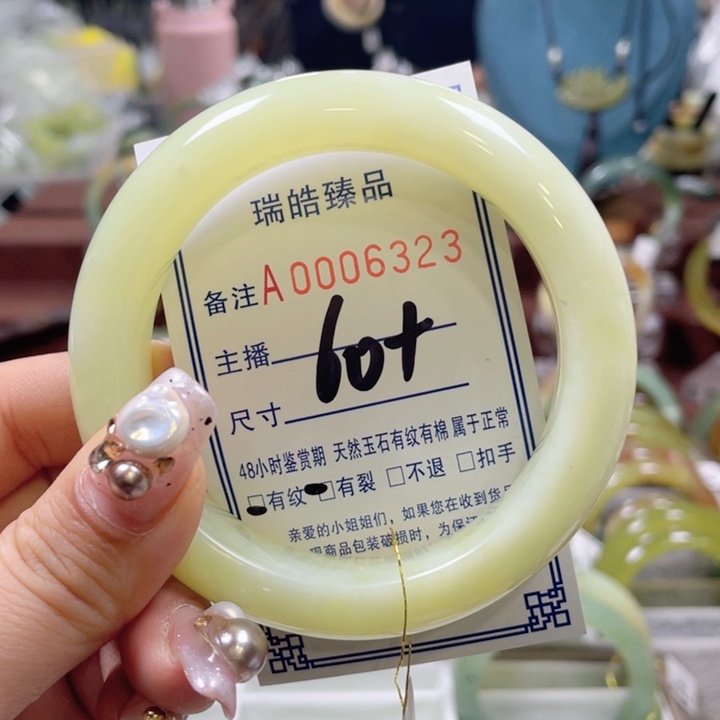 瑞皓臻品
备注A0006323
主播
60+
尺寸
48小时鉴赏期 天然玉石有纹有棉 属于正常
□有纹 □有裂 □不退 □扣手
亲爱的小姐姐们，如果您在收到货
现商品包装破损时，为保证